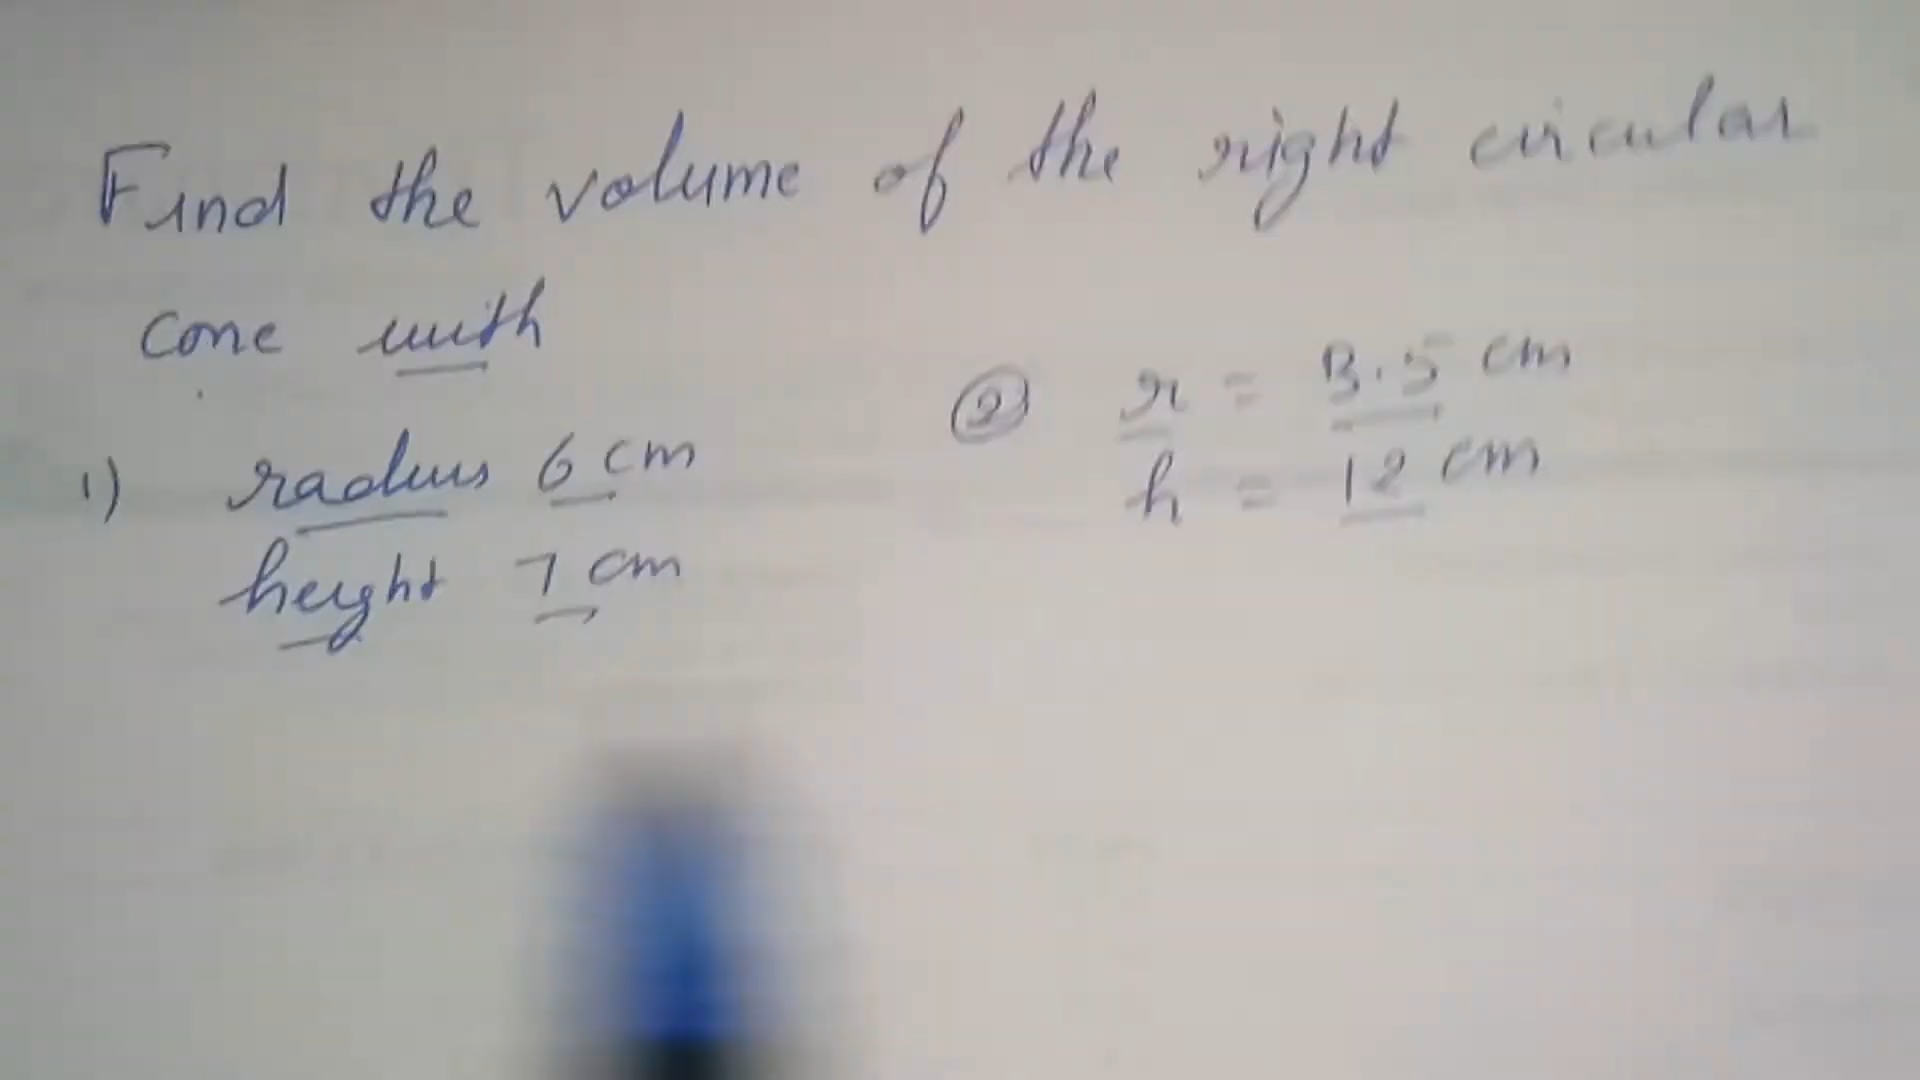 Find the volume of the right circular
cone with
1) radius 6 cm
height 7 cm
② r = 3.5 cm
h = 12 cm